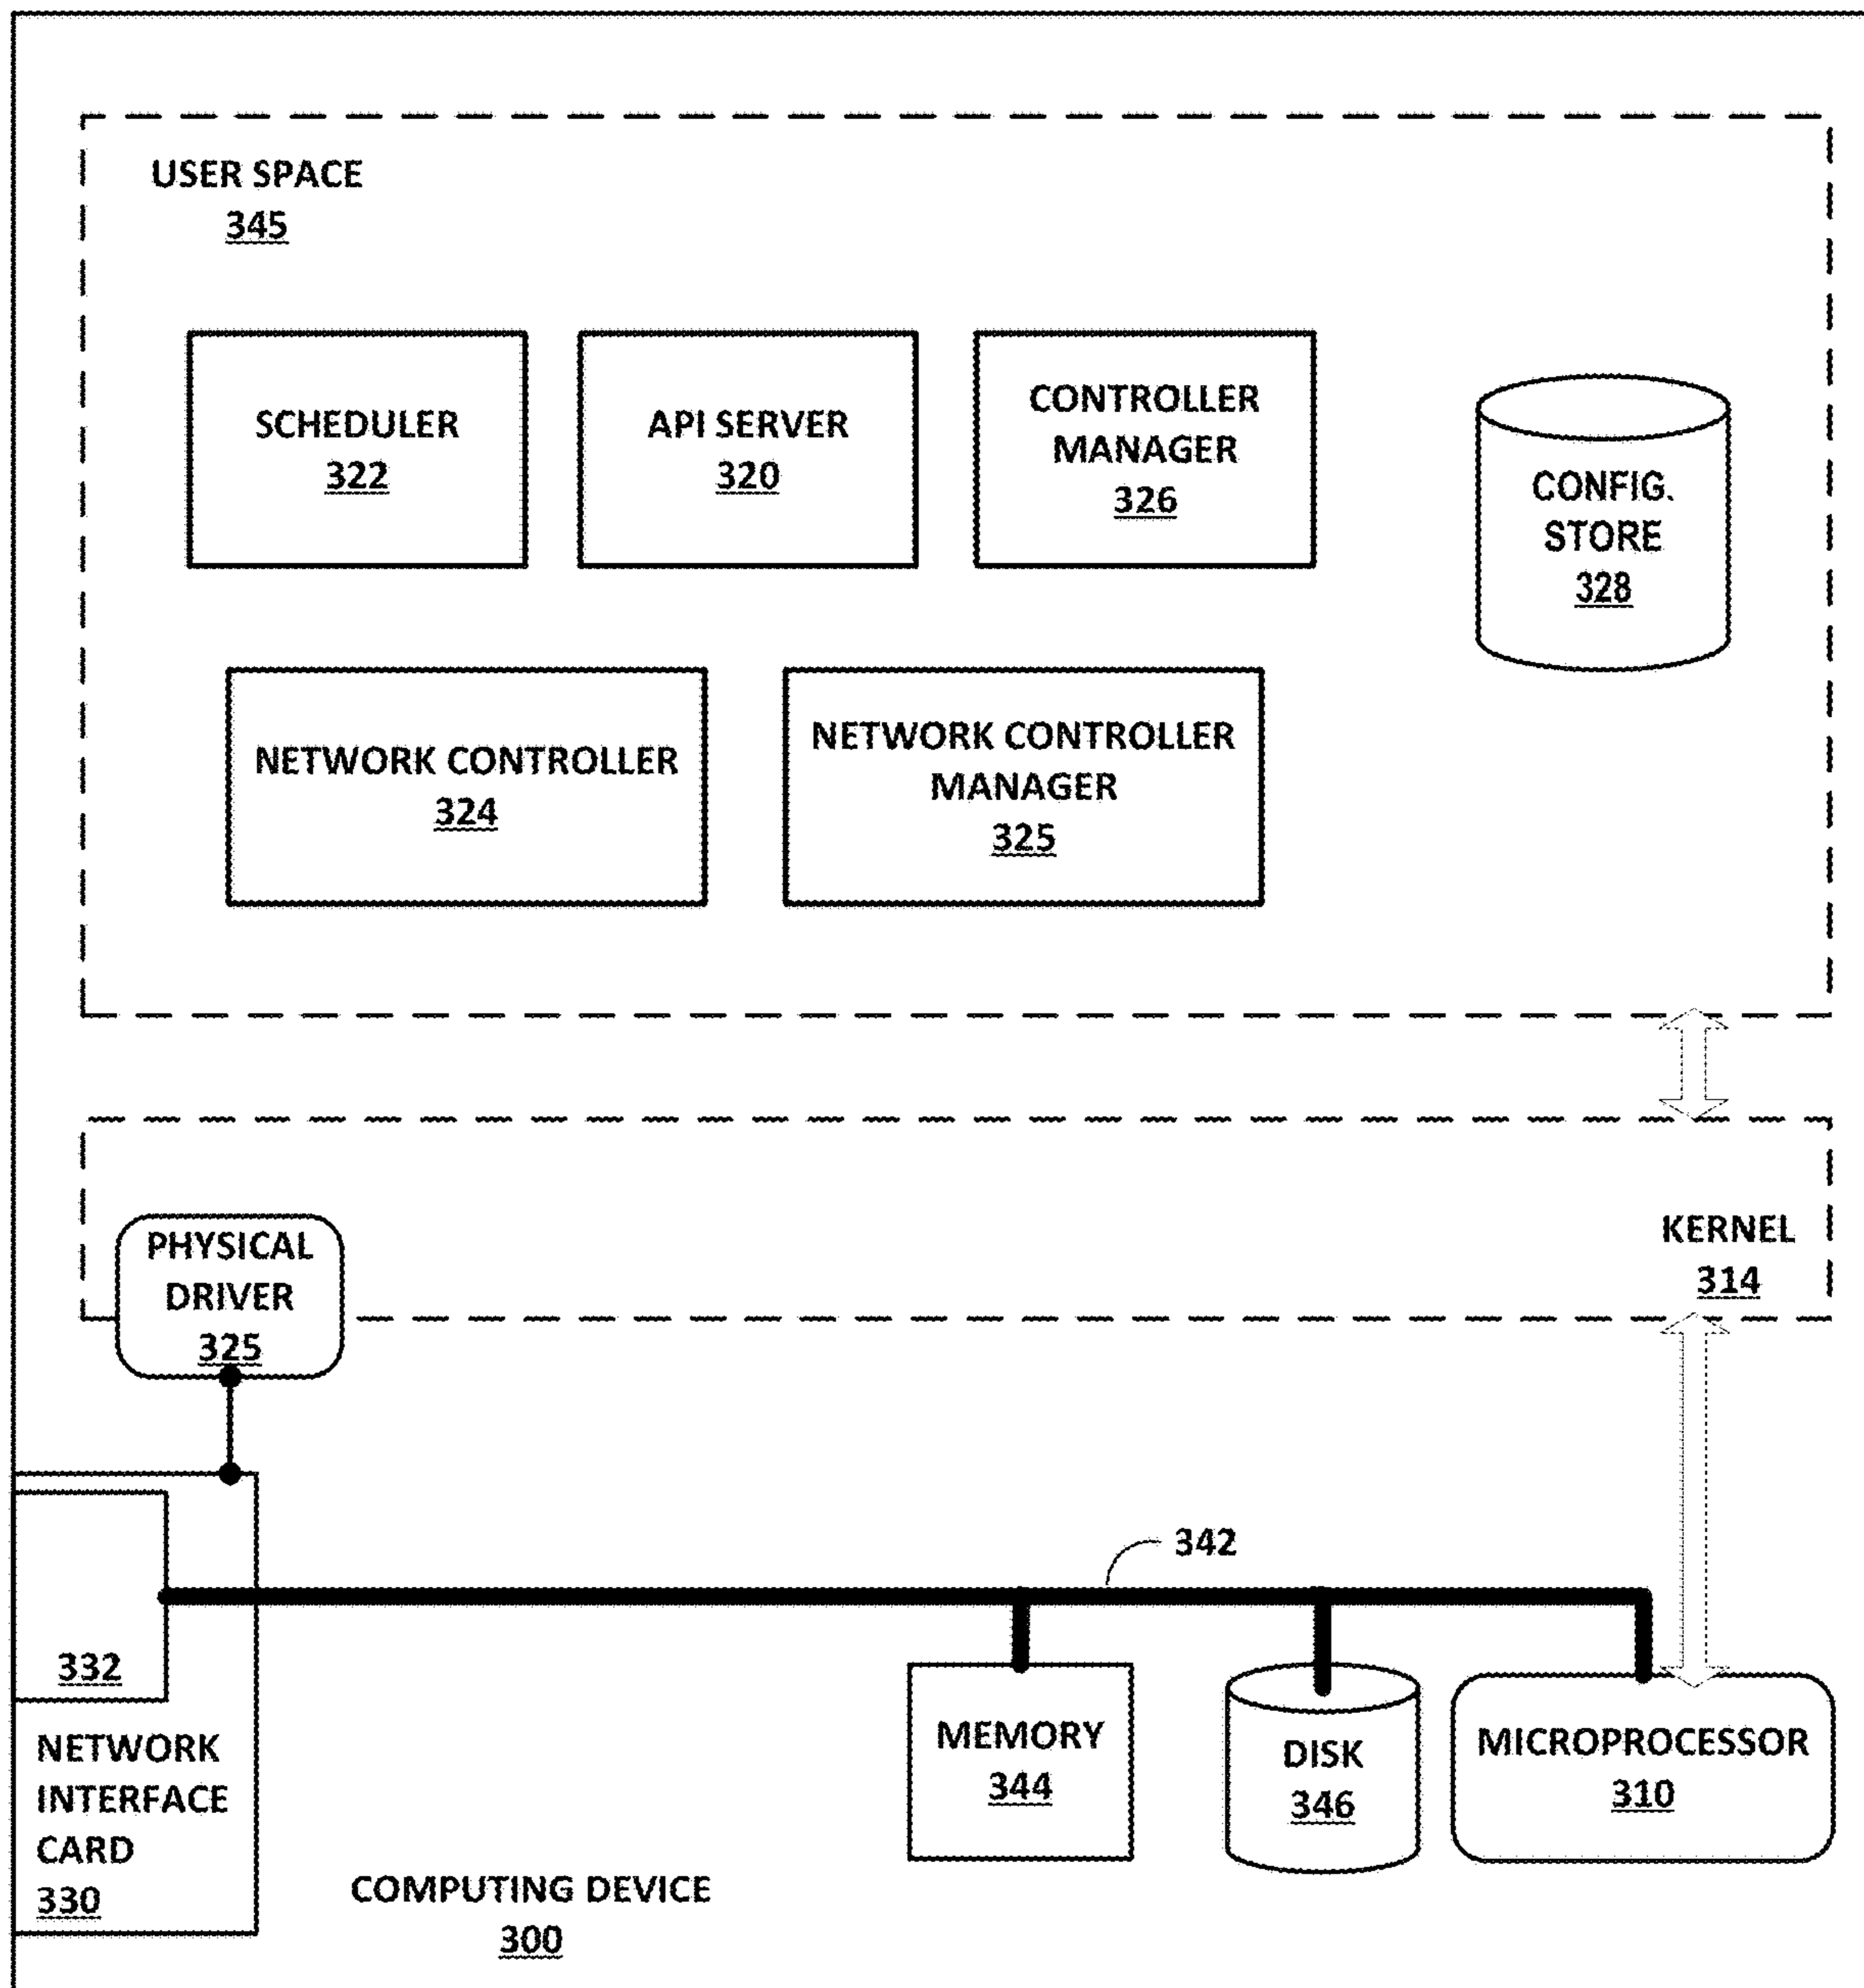 USER SPACE
345
SCHEDULER
322
API SERVER
320
CONTROLLER
MANAGER
326
CONFIG.
STORE
328
NETWORK CONTROLLER
324
NETWORK CONTROLLER
MANAGER
325
KERNEL
314
PHYSICAL
DRIVER
325
342
332
NETWORK
INTERFACE
CARD
330
MEMORY
344
DISK
346
MICROPROCESSOR
310
COMPUTING DEVICE
300